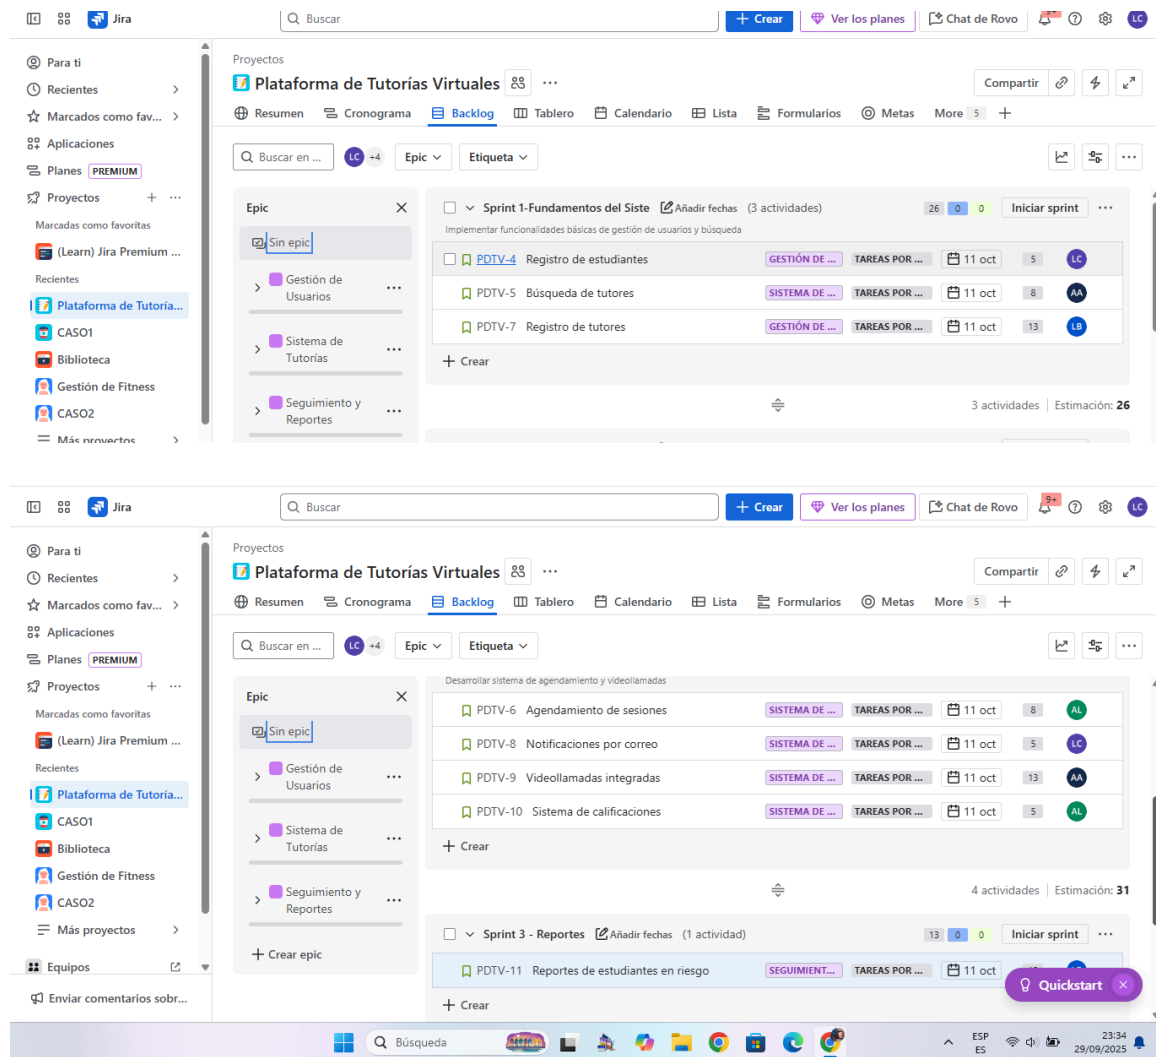 Jira
Buscar
Crear
Ver los planes
Chat de Rovo
LC
Para ti
Recientes
Marcados como fav...
Aplicaciones
Planes PREMIUM
Proyectos
Marcadas como favoritas
(Learn) Jira Premium ...
Recientes
Plataforma de Tutoría...
CASO1
Biblioteca
Gestión de Fitness
CASO2
Más proyectos
Proyectos
Plataforma de Tutorías Virtuales
Compartir
Resumen Cronograma Backlog Tablero Calendario Lista Formularios Metas More 5
Buscar en ... LC +4 Epic Etiqueta
Epic
Sin epic
Gestión de
Usuarios
Sistema de
Tutorías
Seguimiento y
Reportes
Sprint 1-Fundamentos del Siste Añadir fechas (3 actividades) 26 0 0 Iniciar sprint
Implementar funcionalidades básicas de gestión de usuarios y búsqueda
PDTV-4 Registro de estudiantes GESTIÓN DE ... TAREAS POR ... 11 oct 5 LC
PDTV-5 Búsqueda de tutores SISTEMA DE ... TAREAS POR ... 11 oct 8 AA
PDTV-7 Registro de tutores GESTIÓN DE ... TAREAS POR ... 11 oct 13 LB
Crear
3 actividades Estimación: 26
Jira
Buscar
Crear
Ver los planes
Chat de Rovo
9+
LC
Para ti
Recientes
Marcados como fav...
Aplicaciones
Planes PREMIUM
Proyectos
Marcadas como favoritas
(Learn) Jira Premium ...
Recientes
Plataforma de Tutoría...
CASO1
Biblioteca
Gestión de Fitness
CASO2
Más proyectos
Equipos
Enviar comentarios sobr...
Proyectos
Plataforma de Tutorías Virtuales
Compartir
Resumen Cronograma Backlog Tablero Calendario Lista Formularios Metas More 5
Buscar en ... LC +4 Epic Etiqueta
Epic
Sin epic
Gestión de
Usuarios
Sistema de
Tutorías
Seguimiento y
Reportes
Crear epic
Desarrollar sistema de agendamiento y videollamadas
PDTV-6 Agendamiento de sesiones SISTEMA DE ... TAREAS POR ... 11 oct 8 AL
PDTV-8 Notificaciones por correo SISTEMA DE ... TAREAS POR ... 11 oct 5 LC
PDTV-9 Videollamadas integradas SISTEMA DE ... TAREAS POR ... 11 oct 13 AA
PDTV-10 Sistema de calificaciones SISTEMA DE ... TAREAS POR ... 11 oct 5 AL
Crear
4 actividades Estimación: 31
Sprint 3 - Reportes Añadir fechas (1 actividad) 13 0 0 Iniciar sprint
PDTV-11 Reportes de estudiantes en riesgo SEGUIMIENT... TAREAS POR ... 11 oct
Quickstart
Crear
Búsqueda
ESP
ES
23:34
29/09/2025